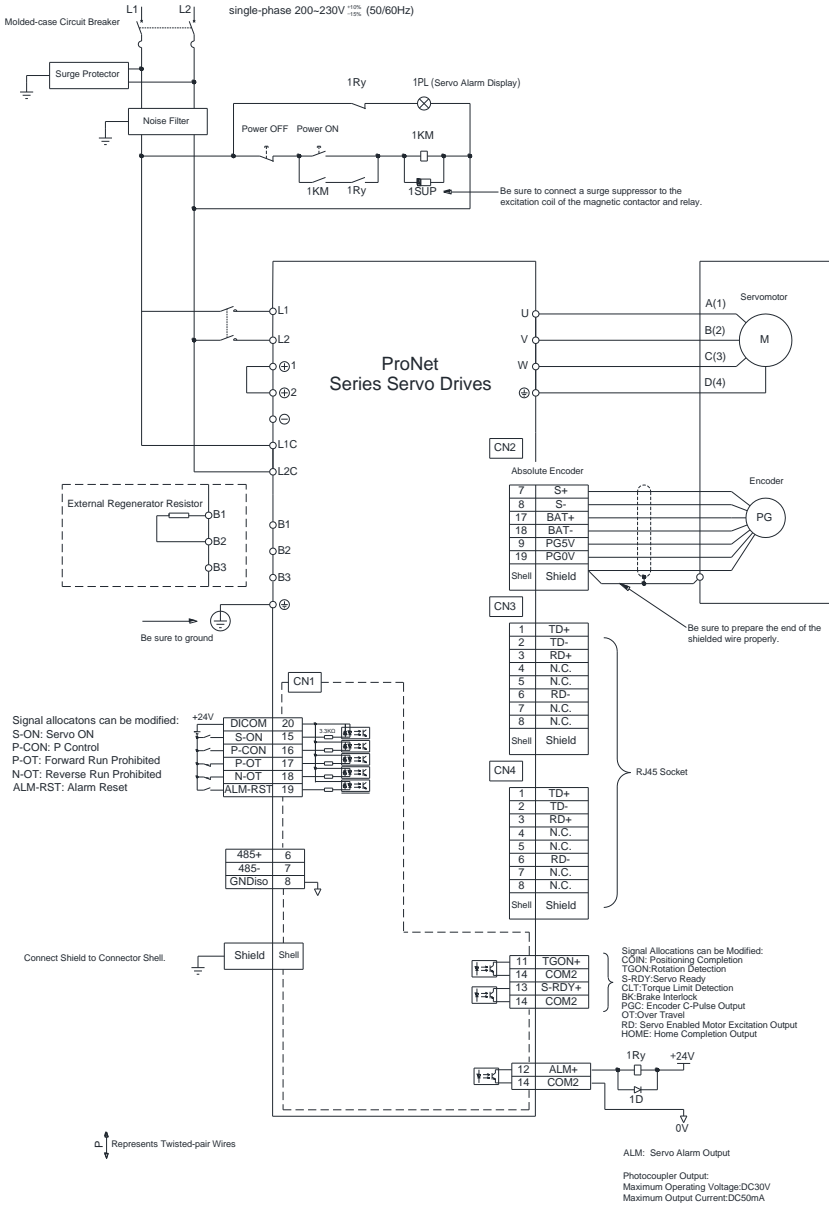 L1 L2 single-phase 200~230V +10% -15% (50/60Hz)
Molded-case Circuit Breaker
Surge Protector
Noise Filter
1Ry 1PL (Servo Alarm Display)
Power OFF Power ON 1KM
1KM 1Ry 1SUP
Be sure to connect a surge suppressor to the
excitation coil of the magnetic contactor and relay.
L1
L2
1
2
L1C
L2C
B1
B2
B3
ProNet
Series Servo Drives
U A(1)
V B(2)
W C(3)
D(4)
Servomotor
M
External Regenerator Resistor
B1
B2
B3
Be sure to ground
CN2
Absolute Encoder
7 S+
8 S-
17 BAT+
18 BAT-
9 PG5V
19 PG0V
Shell Shield
Encoder
PG
Be sure to prepare the end of the
shielded wire properly.
CN3
1 TD+
2 TD-
3 RD+
4 N.C.
5 N.C.
6 RD-
7 N.C.
8 N.C.
Shell Shield
CN4
1 TD+
2 TD-
3 RD+
4 N.C.
5 N.C.
6 RD-
7 N.C.
8 N.C.
Shell Shield
RJ45 Socket
CN1
Signal allocatons can be modified:
S-ON: Servo ON
P-CON: P Control
P-OT: Forward Run Prohibited
N-OT: Reverse Run Prohibited
ALM-RST: Alarm Reset
+24V
DICOM 20
S-ON 15
P-CON 16
P-OT 17
N-OT 18
ALM-RST 19
3.3KΩ
485+ 6
485- 7
GNDiso 8
Connect Shield to Connector Shell.
Shield Shell
11 TGON+
14 COM2
13 S-RDY+
14 COM2
Signal Allocations can be Modified:
COIN: Positioning Completion
TGON:Rotation Detection
S-RDY:Servo Ready
CLT:Torque Limit Detection
BK:Brake Interlock
PGC: Encoder C-Pulse Output
OT:Over Travel
RD: Servo Enabled Motor Excitation Output
HOME: Home Completion Output
12 ALM+
14 COM2
1Ry +24V
1D
0V
P Represents Twisted-pair Wires
ALM: Servo Alarm Output
Photocoupler Output:
Maximum Operating Voltage:DC30V
Maximum Output Current:DC50mA